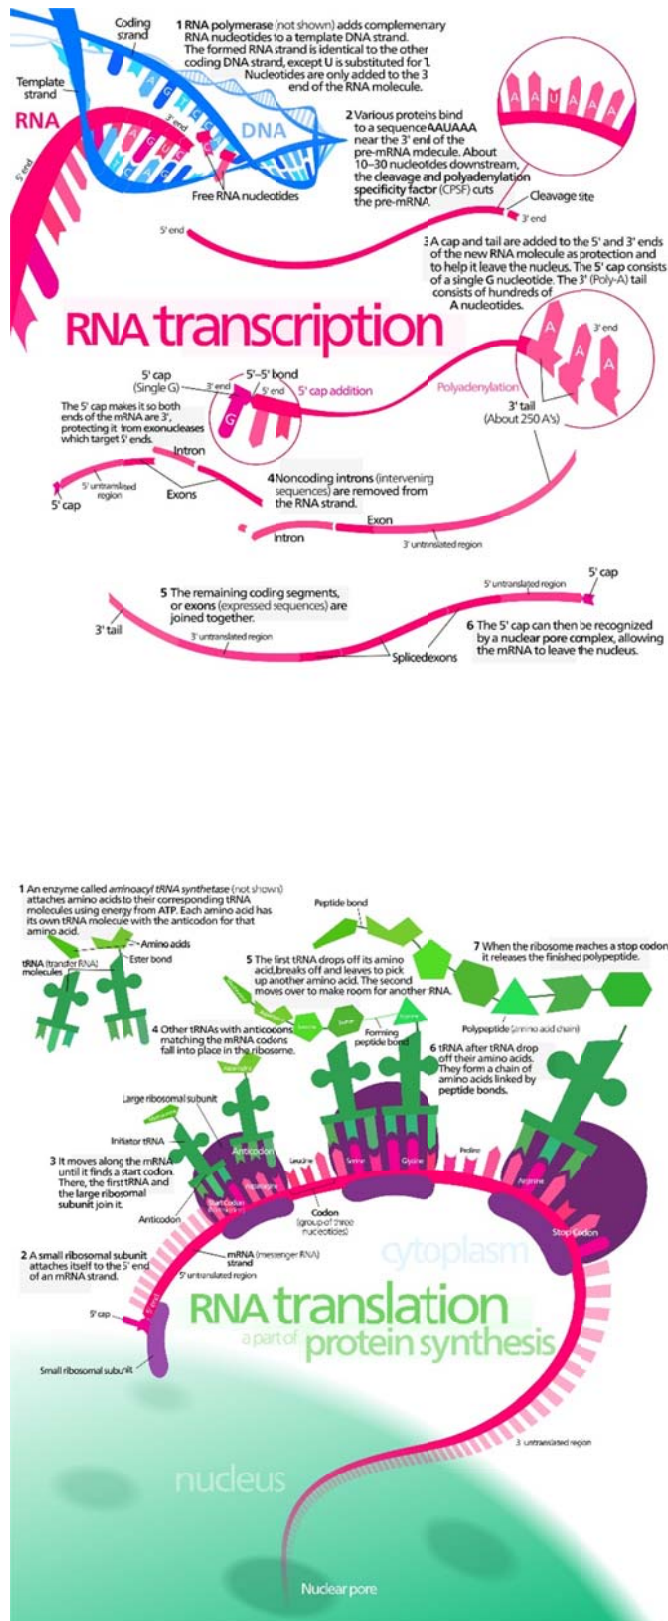 Coding
strand
1 RNA polymerase (not shown) adds complementary
RNA nucleotides to a template DNA strand.
The formed RNA strand is identical to the other
coding DNA strand, except U is substituted for T.
Nucleotides are only added to the 3'
end of the RNA molecule.
Template
strand
RNA
5' end
3' end
A G T C C A
A G U C
T C A G
DNA
Free RNA nucleotides
2 Various proteins bind
to a sequence AAUAAA
near the 3' end of the
pre-mRNA molecule. About
10-30 nucleotides downstream,
the cleavage and polyadenylation
specificity factor (CPSF) cuts
the pre-mRNA.
A A U A A A
Cleavage site
3' end
5' end
3 A cap and tail are added to the 5' and 3' ends
of the new RNA molecule as protection and
to help it leave the nucleus. The 5' cap consists
of a single G nucleotide. The 3' (Poly-A) tail
consists of hundreds of
A nucleotides.
RNA transcription
A A A
3' end
5' cap
(Single G)
3' end
5'-5' bond
5' end
G
5' cap addition
Polyadenylation
3' tail
(About 250 A's)
The 5' cap makes it so both
ends of the mRNA are 3',
protecting it from exonucleases
which target 5' ends.
Intron
5' cap
5' untranslated
region
Exons
4 Noncoding introns (intervening
sequences) are removed from
the RNA strand.
Intron
Exon
3' untranslated region
5 The remaining coding segments,
or exons (expressed sequences) are
joined together.
3' tail
3' untranslated region
Spliced exons
5' untranslated region
5' cap
6 The 5' cap can then be recognized
by a nuclear pore complex, allowing
the mRNA to leave the nucleus.
1 An enzyme called aminoacyl tRNA synthetase (not shown)
attaches amino acids to their corresponding tRNA
molecules using energy from ATP. Each amino acid has
its own tRNA molecule with the anticodon for that
amino acid.
Amino acids
Ester bond
tRNA (transfer RNA)
molecules
Peptide bond
5 The first tRNA drops off its amino
acid, breaks off and leaves to pick
up another amino acid. The second
moves over to make room for another RNA.
7 When the ribosome reaches a stop codon
it releases the finished polypeptide.
Polypeptide (amino acid chain)
4 Other tRNAs with anticodons
matching the mRNA codons
fall into place in the ribosome.
Forming
peptide bond
6 tRNA after tRNA drop
off their amino acids.
They form a chain of
amino acids linked by
peptide bonds.
Large ribosomal subunit
Initiator tRNA
Anticodon
3 It moves along the mRNA
until it finds a start codon.
There, the first tRNA and
the large ribosomal
subunit join it.
Anticodon
Start Codon
Leucine
Serine
Glycine
Proline
Arginine
Stop Codon
Codon
(group of three
nucleotides)
2 A small ribosomal subunit
attaches itself to the 5' end
of an mRNA strand.
mRNA (messenger RNA)
strand
5' untranslated region
5' cap
5' end
Small ribosomal subunit
cytoplasm
RNA translation
a part of protein synthesis
3' untranslated region
nucleus
Nuclear pore